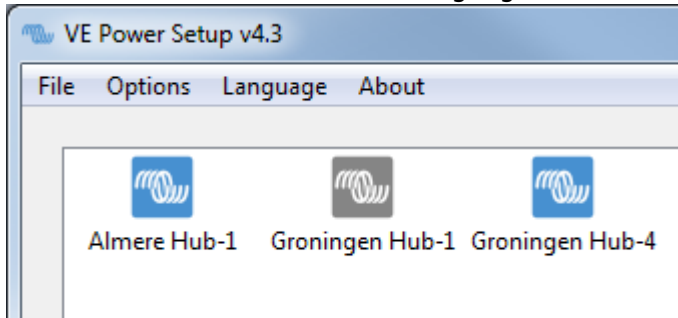 VE Power Setup v4.3
File Options Language About
Almere Hub-1 Groningen Hub-1 Groningen Hub-4